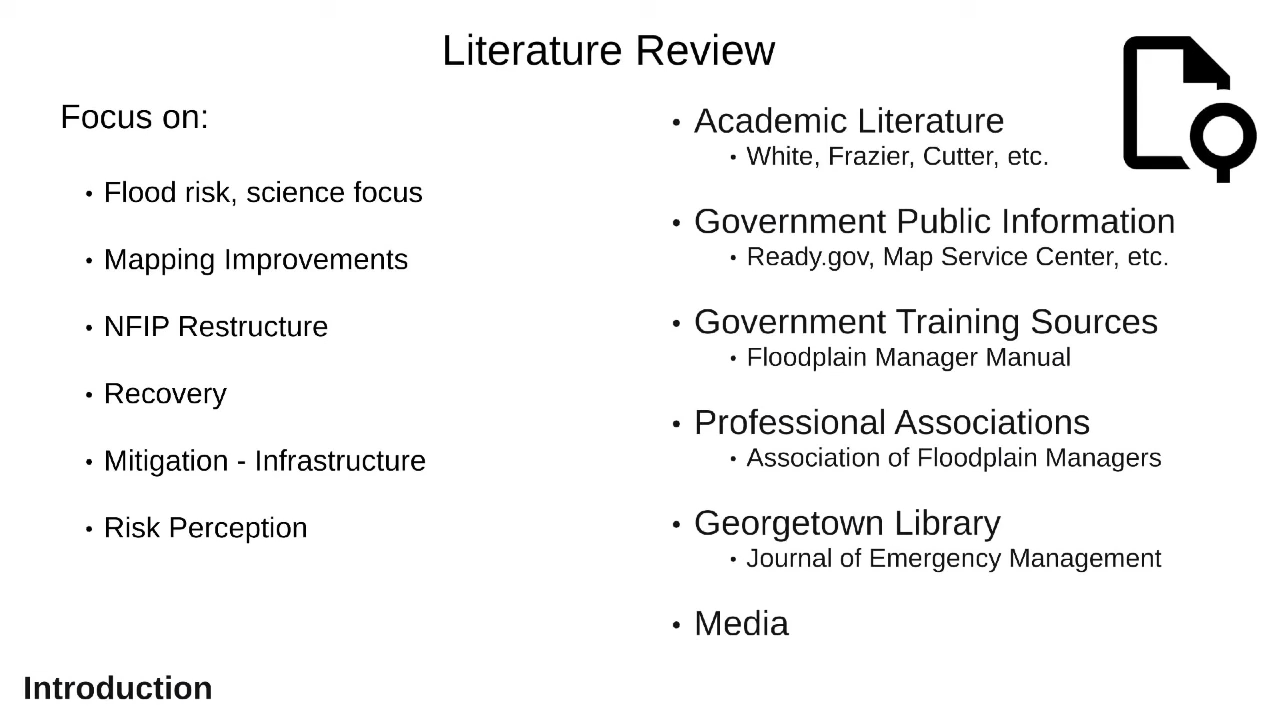 Literature Review
Focus on:
• Flood risk, science focus
• Mapping Improvements
• NFIP Restructure
• Recovery
• Mitigation - Infrastructure
• Risk Perception
• Academic Literature
• White, Frazier, Cutter, etc.
• Government Public Information
• Ready.gov, Map Service Center, etc.
• Government Training Sources
• Floodplain Manager Manual
• Professional Associations
• Association of Floodplain Managers
• Georgetown Library
• Journal of Emergency Management
• Media
Introduction